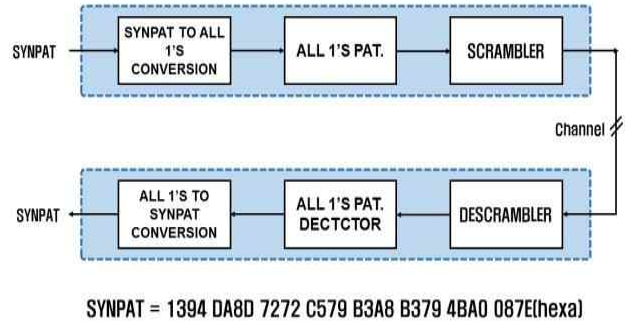 SYNPAT
SYNPAT TO ALL
1'S
CONVERSION
ALL 1'S PAT.
SCRAMBLER
Channel
SYNPAT
ALL 1'S TO
SYNPAT
CONVERSION
ALL 1'S PAT.
DECTCTOR
DESCRAMBLER
SYNPAT = 1394 DA8D 7272 C579 B3A8 B379 4BA0 087E(hexa)